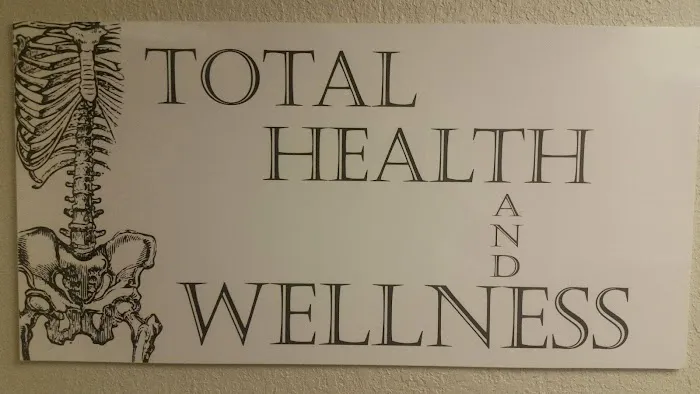 TOTAL
HEALTH
AND
WELLNESS